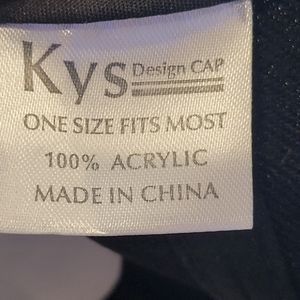 Kys Design CAP
ONE SIZE FITS MOST
100% ACRYLIC
MADE IN CHINA